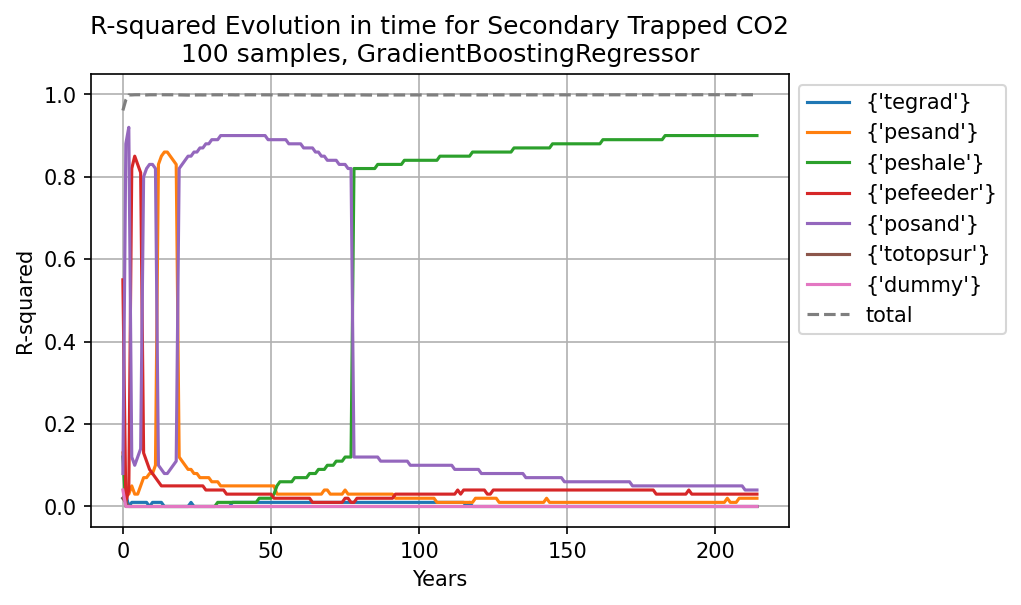 R-squared Evolution in time for Secondary Trapped CO2
100 samples, GradientBoostingRegressor
1.0
0.8
0.6
0.4
0.2
0.0
R-squared
0
50
100
150
200
Years
{'tegrad'}
{'pesand'}
{'peshale'}
{'pefeeder'}
{'posand'}
{'totopsur'}
{'dummy'}
total